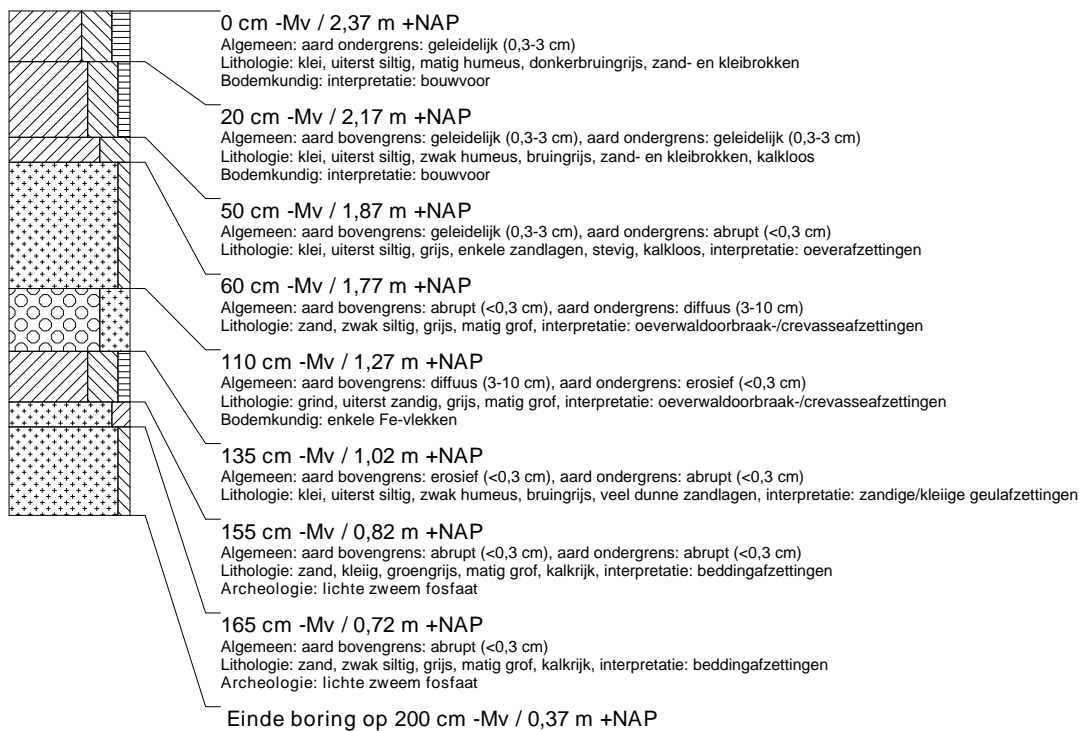 0 cm -Mv / 2,37 m +NAP
Algemeen: aard ondergrens: geleidelijk (0,3-3 cm)
Lithologie: klei, uiterst siltig, matig humeus, donkerbruingrijs, zand- en kleibrokken
Bodemkundig: interpretatie: bouwvoor
20 cm -Mv / 2,17 m +NAP
Algemeen: aard bovengrens: geleidelijk (0,3-3 cm), aard ondergrens: geleidelijk (0,3-3 cm)
Lithologie: klei, uiterst siltig, zwak humeus, bruingrijs, zand- en kleibrokken, kalkloos
Bodemkundig: interpretatie: bouwvoor
50 cm -Mv / 1,87 m +NAP
Algemeen: aard bovengrens: geleidelijk (0,3-3 cm), aard ondergrens: abrupt (<0,3 cm)
Lithologie: klei, uiterst siltig, grijs, enkele zandlagen, stevig, kalkloos, interpretatie: oeverafzettingen
60 cm -Mv / 1,77 m +NAP
Algemeen: aard bovengrens: abrupt (<0,3 cm), aard ondergrens: diffuus (3-10 cm)
Lithologie: zand, zwak siltig, grijs, matig grof, interpretatie: oeverwaldoorbraak-/crevasseafzettingen
110 cm -Mv / 1,27 m +NAP
Algemeen: aard bovengrens: diffuus (3-10 cm), aard ondergrens: erosief (<0,3 cm)
Lithologie: grind, uiterst zandig, grijs, matig grof, interpretatie: oeverwaldoorbraak-/crevasseafzettingen
Bodemkundig: enkele Fe-vlekken
135 cm -Mv / 1,02 m +NAP
Algemeen: aard bovengrens: erosief (<0,3 cm), aard ondergrens: abrupt (<0,3 cm)
Lithologie: klei, uiterst siltig, zwak humeus, bruingrijs, veel dunne zandlagen, interpretatie: zandige/kleiige geulafzettingen
155 cm -Mv / 0,82 m +NAP
Algemeen: aard bovengrens: abrupt (<0,3 cm), aard ondergrens: abrupt (<0,3 cm)
Lithologie: zand, kleiig, groengrijs, matig grof, kalkrijk, interpretatie: beddingafzettingen
Archeologie: lichte zweem fosfaat
165 cm -Mv / 0,72 m +NAP
Algemeen: aard bovengrens: abrupt (<0,3 cm)
Lithologie: zand, zwak siltig, grijs, matig grof, kalkrijk, interpretatie: beddingafzettingen
Archeologie: lichte zweem fosfaat
Einde boring op 200 cm -Mv / 0,37 m +NAP